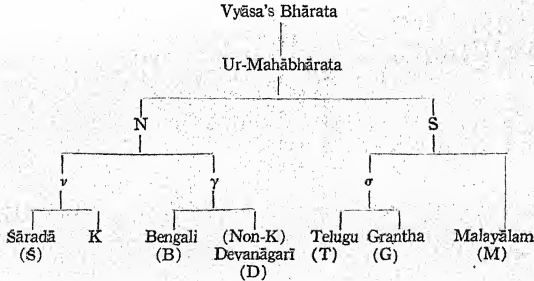 Vyāsa's Bhārata
Ur-Mahābhārata
N S
ν γ σ
Śāradā K Bengali (Non-K) Telugu Grantha Malayālam
(Ś) (B) Devanāgarī (T) (G) (M)
(D)